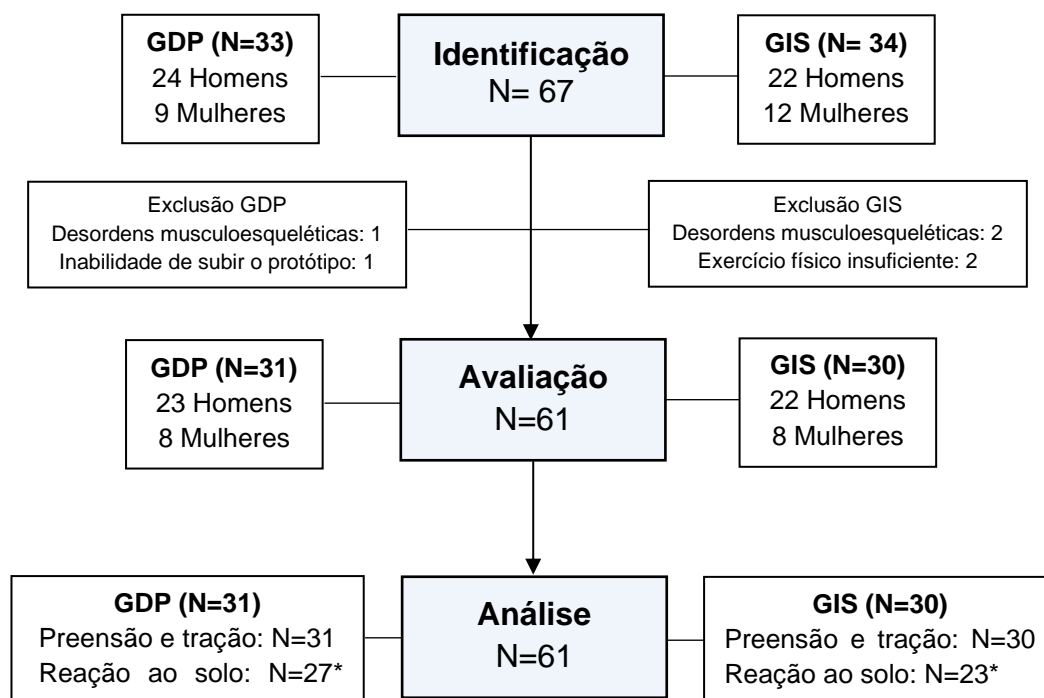 GDP (N=33)
24 Homens
9 Mulheres
Identificação
N= 67
GIS (N= 34)
22 Homens
12 Mulheres
Exclusão GDP
Desordens musculoesqueléticas: 1
Inabilidade de subir o protótipo: 1
Exclusão GIS
Desordens musculoesqueléticas: 2
Exercício físico insuficiente: 2
GDP (N=31)
23 Homens
8 Mulheres
Avaliação
N=61
GIS (N=30)
22 Homens
8 Mulheres
GDP (N=31)
Preensão e tração: N=31
Reação ao solo: N=27*
Análise
N=61
GIS (N=30)
Preensão e tração: N=30
Reação ao solo: N=23*